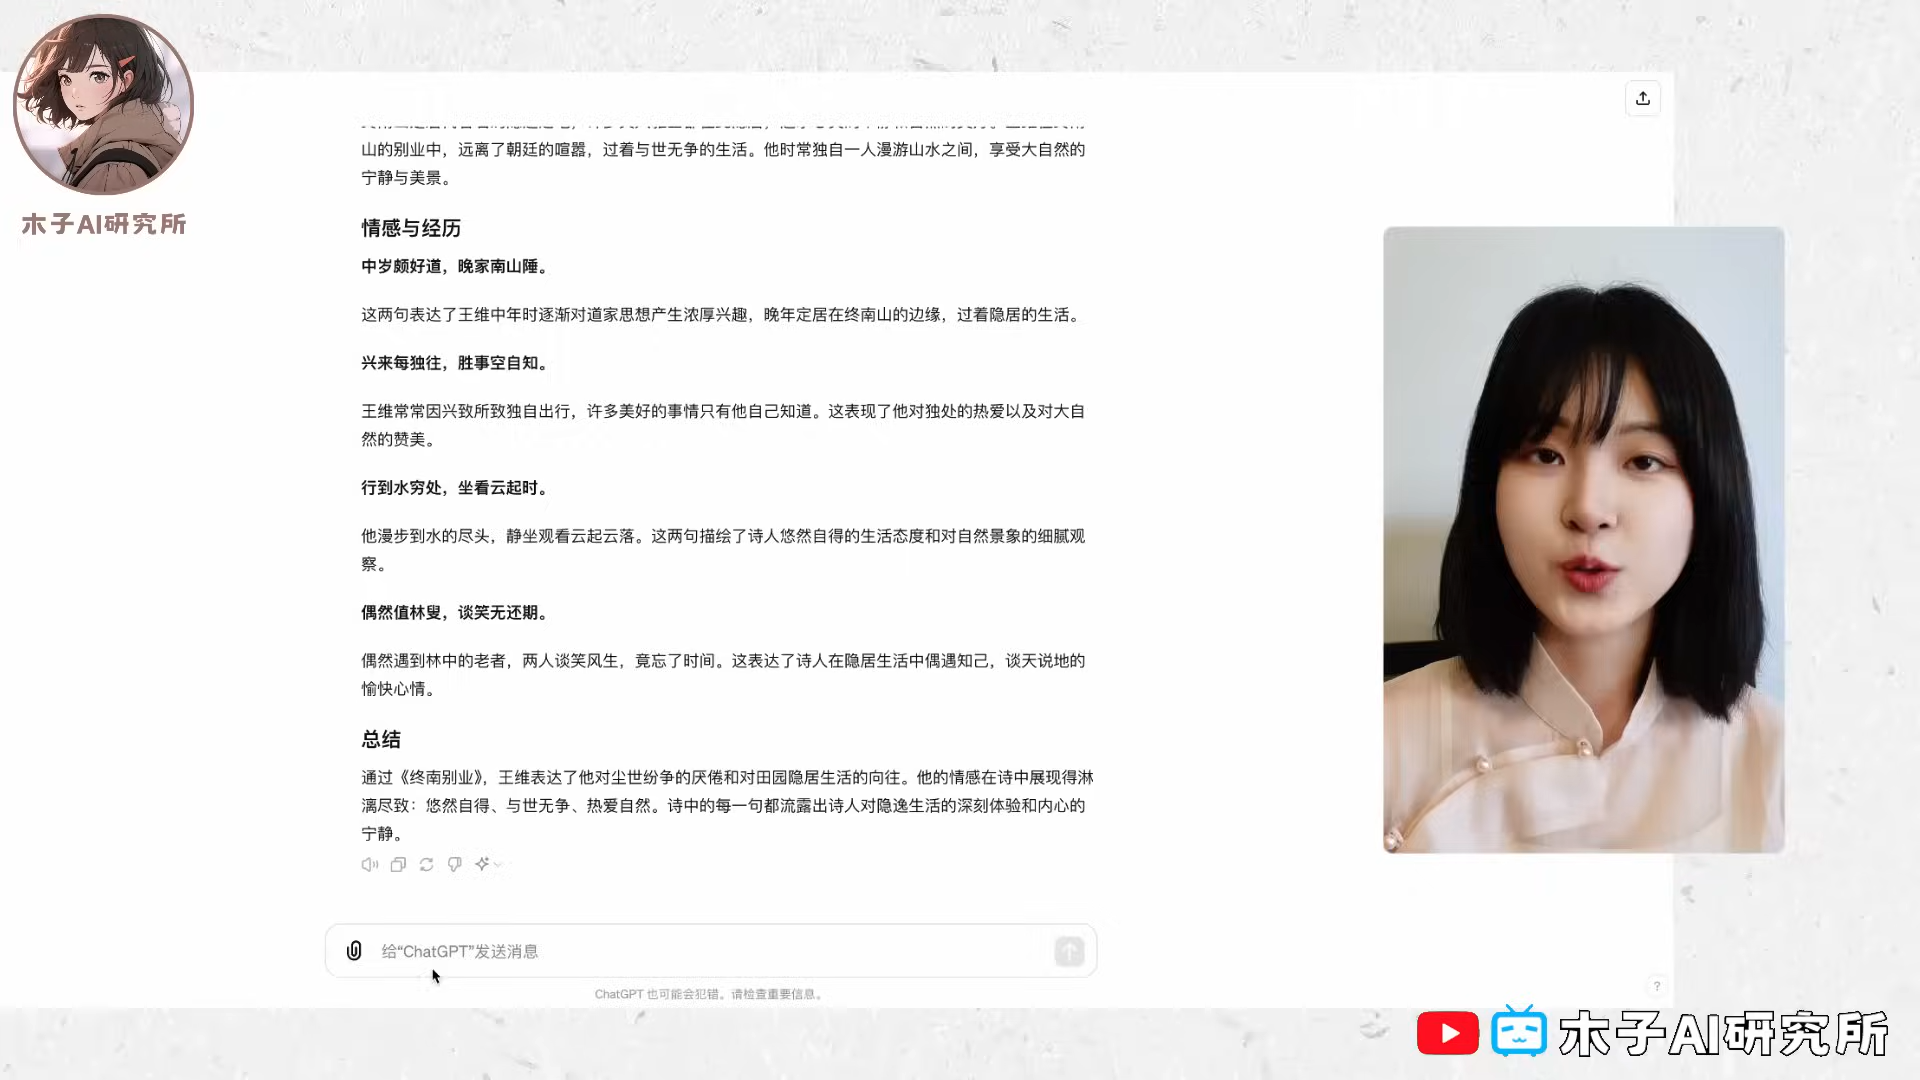 木子AI研究所
山的别业中，远离了朝廷的喧嚣，过着与世无争的生活。他时常独自一人漫游山水之间，享受大自然的
宁静与美景。
情感与经历
中岁颇好道，晚家南山陲。
这两句表达了王维中年时逐渐对道家思想产生浓厚兴趣，晚年定居在终南山的边缘，过着隐居的生活。
兴来每独往，胜事空自知。
王维常常因兴致所致独自出行，许多美好的事情只有他自己知道。这表现了他对独处的热爱以及对大自
然的赞美。
行到水穷处，坐看云起时。
他漫步到水的尽头，静坐观看云起云落。这两句描绘了诗人悠然自得的生活态度和对自然景象的细腻观
察。
偶然值林叟，谈笑无还期。
偶然遇到林中的老者，两人谈笑风生，竟忘了时间。这表达了诗人在隐居生活中偶遇知己，谈天说地的
愉快心情。
总结
通过《终南别业》，王维表达了他对尘世纷争的厌倦和对田园隐居生活的向往。他的情感在诗中展现得淋
漓尽致：悠然自得、与世无争、热爱自然。诗中的每一句都流露出诗人对隐逸生活的深刻体验和内心的
宁静。
给“ChatGPT”发送消息
ChatGPT 也可能会犯错。请检查重要信息。
?
木子AI研究所